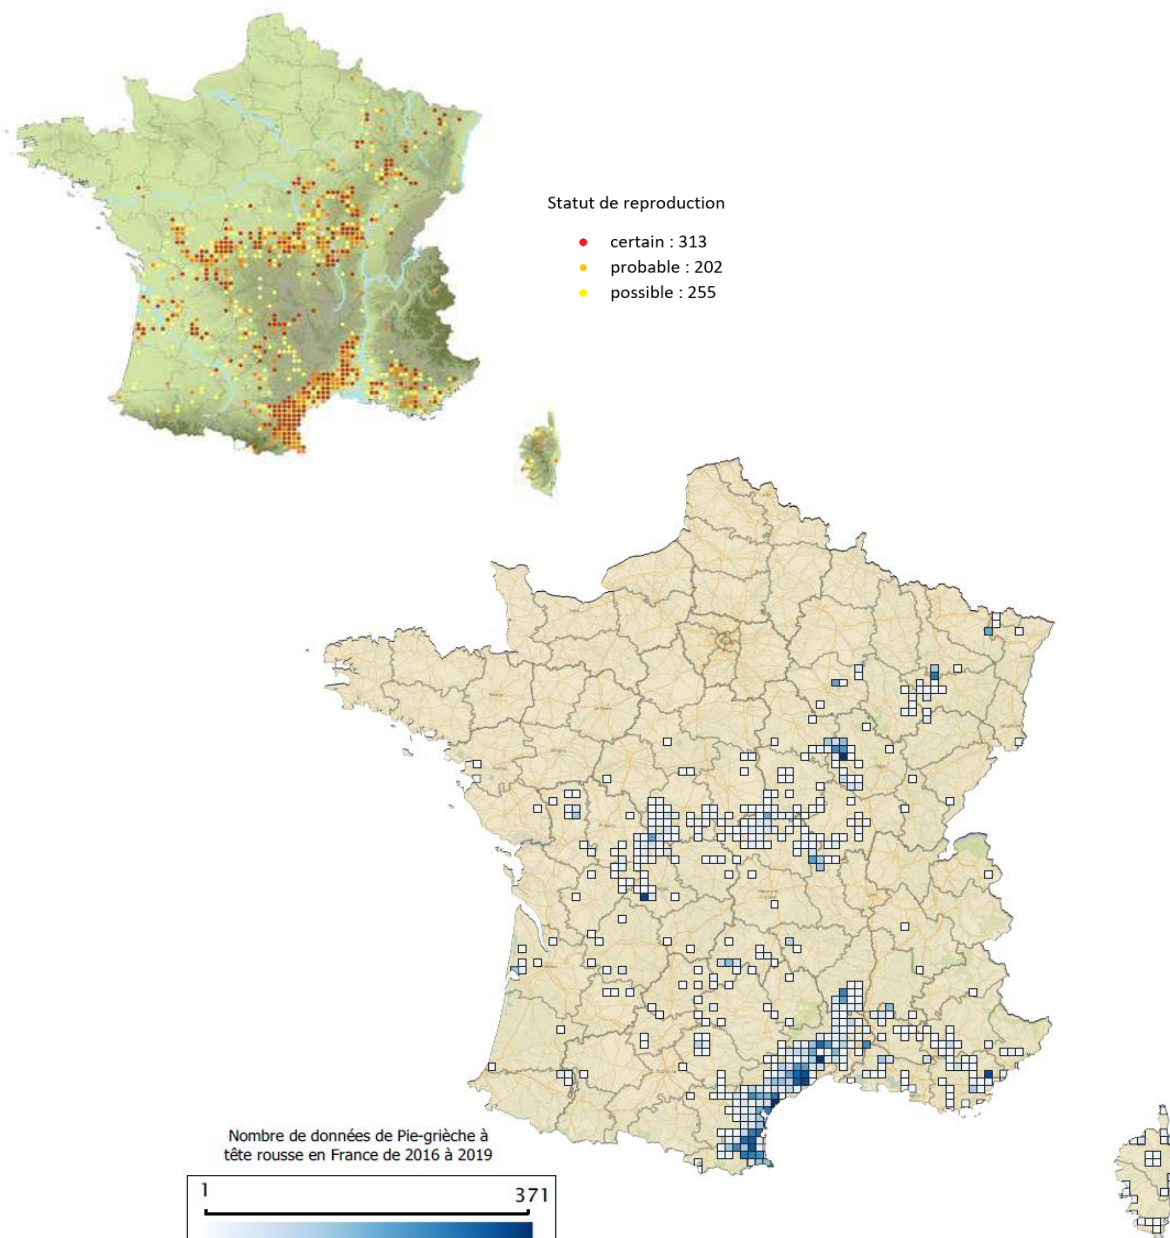 Statut de reproduction
certain : 313
probable : 202
possible : 255
Nombre de données de Pie-grièche à
tête rousse en France de 2016 à 2019
1
371